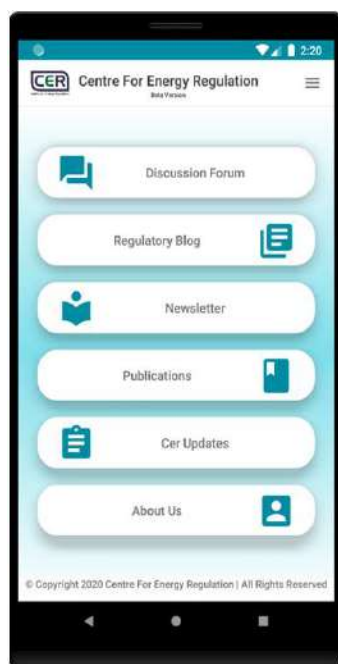 2:20
CER
Centre For Energy Regulation
Beta Version
Discussion Forum
Regulatory Blog
Newsletter
Publications
Cer Updates
About Us
© Copyright 2020 Centre For Energy Regulation | All Rights Reserved